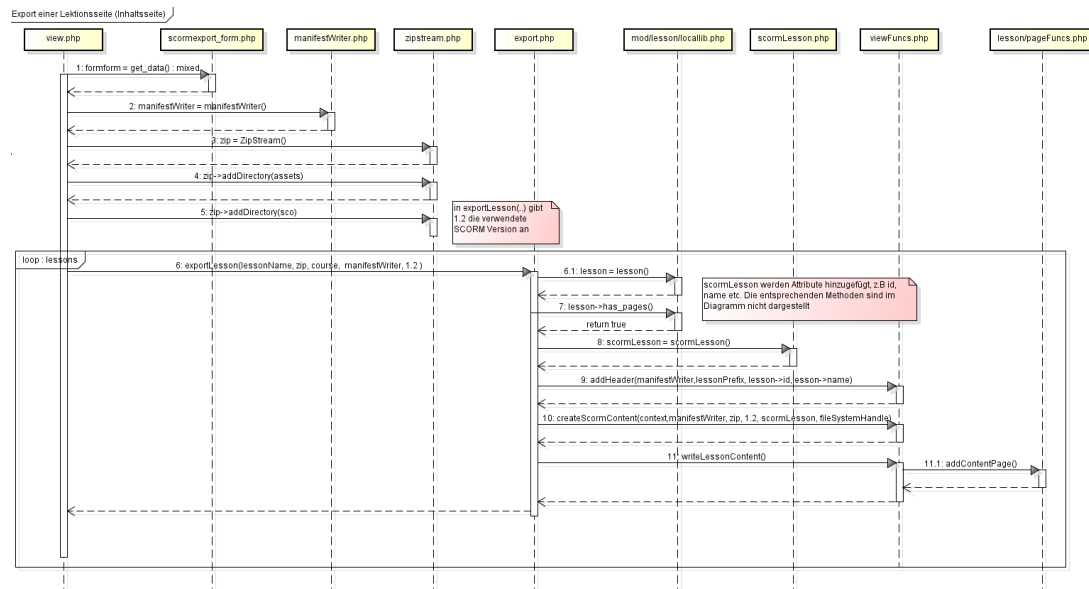 Export einer Lektionsseite (Inhaltsseite)
view.php
scormexport_form.php
manifestWriter.php
zipstream.php
export.php
mod/lesson/locallib.php
scormLesson.php
viewFuncs.php
lesson/pageFuncs.php
1: formform = get_data() : mixed
2: manifestWriter = manifestWriter()
3: zip = ZipStream()
4: zip->addDirectory(assets)
5: zip->addDirectory(sco)
in exportLesson(..) gibt
1.2 die verwendete
SCORM Version an
loop : lessons
6: exportLesson(lessonName, zip, course, manifestWriter, 1.2 )
6.1: lesson = lesson()
scormLesson werden Attribute hinzugefügt, z.B id,
name etc. Die entsprechenden Methoden sind im
Diagramm nicht dargestellt
7: lesson->has_pages()
return true
8: scormLesson = scormLesson()
9: addHeader(manifestWriter,lessonPrefix, lesson->id, esson->name)
10: createScormContent(context,manifestWriter, zip, 1.2, scormLesson, fileSystemHandle)
11: writeLessonContent()
11.1: addContentPage()